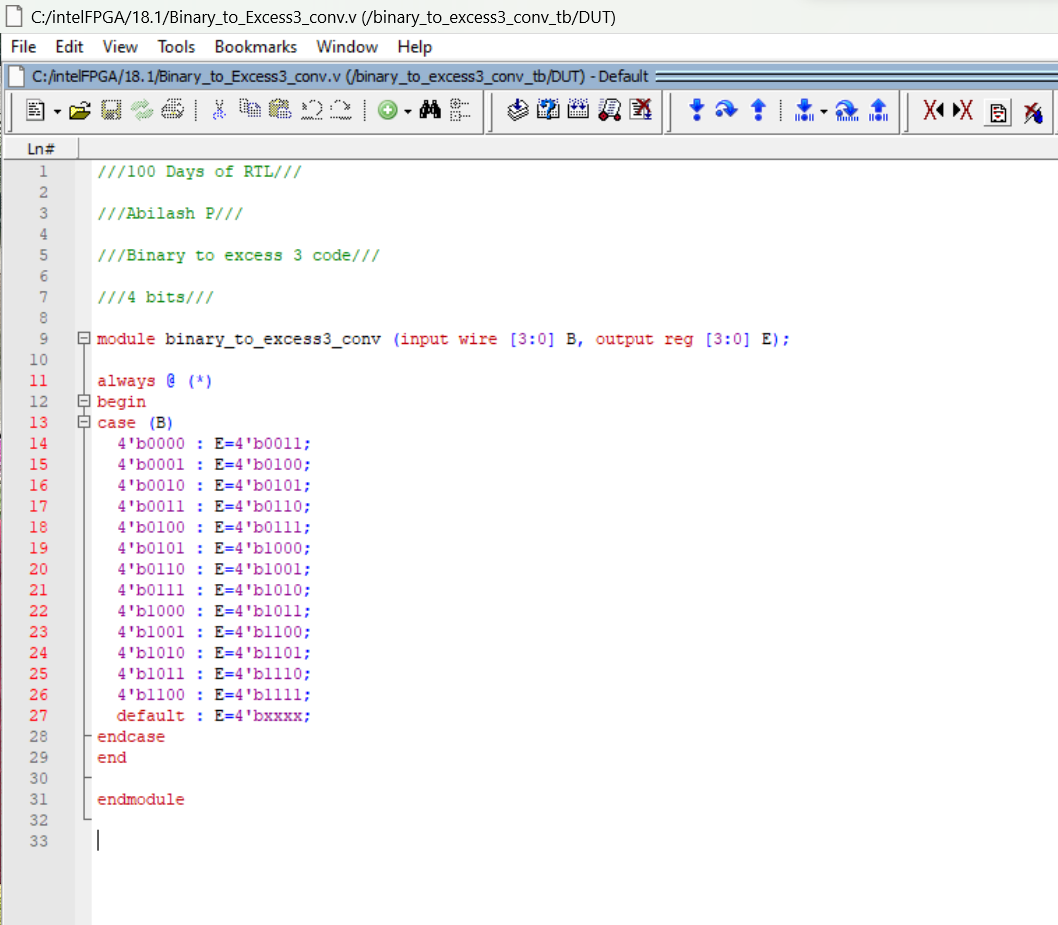 C:/intelFPGA/18.1/Binary_to_Excess3_conv.v (/binary_to_excess3_conv_tb/DUT)
File Edit View Tools Bookmarks Window Help
C:/intelFPGA/18.1/Binary_to_Excess3_conv.v (/binary_to_excess3_conv_tb/DUT) - Default
Ln#
1 ///100 Days of RTL///
2
3 ///Abilash P///
4
5 ///Binary to excess 3 code///
6
7 ///4 bits///
8
9 module binary_to_excess3_conv (input wire [3:0] B, output reg [3:0] E);
10
11 always @ (*)
12 begin
13 case (B)
14 4'b0000 : E=4'b0011;
15 4'b0001 : E=4'b0100;
16 4'b0010 : E=4'b0101;
17 4'b0011 : E=4'b0110;
18 4'b0100 : E=4'b0111;
19 4'b0101 : E=4'b1000;
20 4'b0110 : E=4'b1001;
21 4'b0111 : E=4'b1010;
22 4'b1000 : E=4'b1011;
23 4'b1001 : E=4'b1100;
24 4'b1010 : E=4'b1101;
25 4'b1011 : E=4'b1110;
26 4'b1100 : E=4'b1111;
27 default : E=4'bxxxx;
28 endcase
29 end
30
31 endmodule
32
33